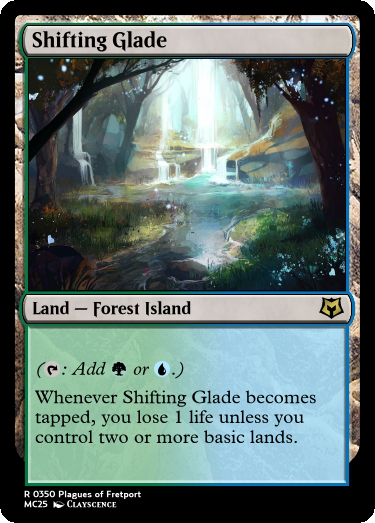 Shifting Glade
Land — Forest Island
(: Add or .)
Whenever Shifting Glade becomes
tapped, you lose 1 life unless you
control two or more basic lands.
R 0350 Plagues of Fretport
MC25 Clayscence